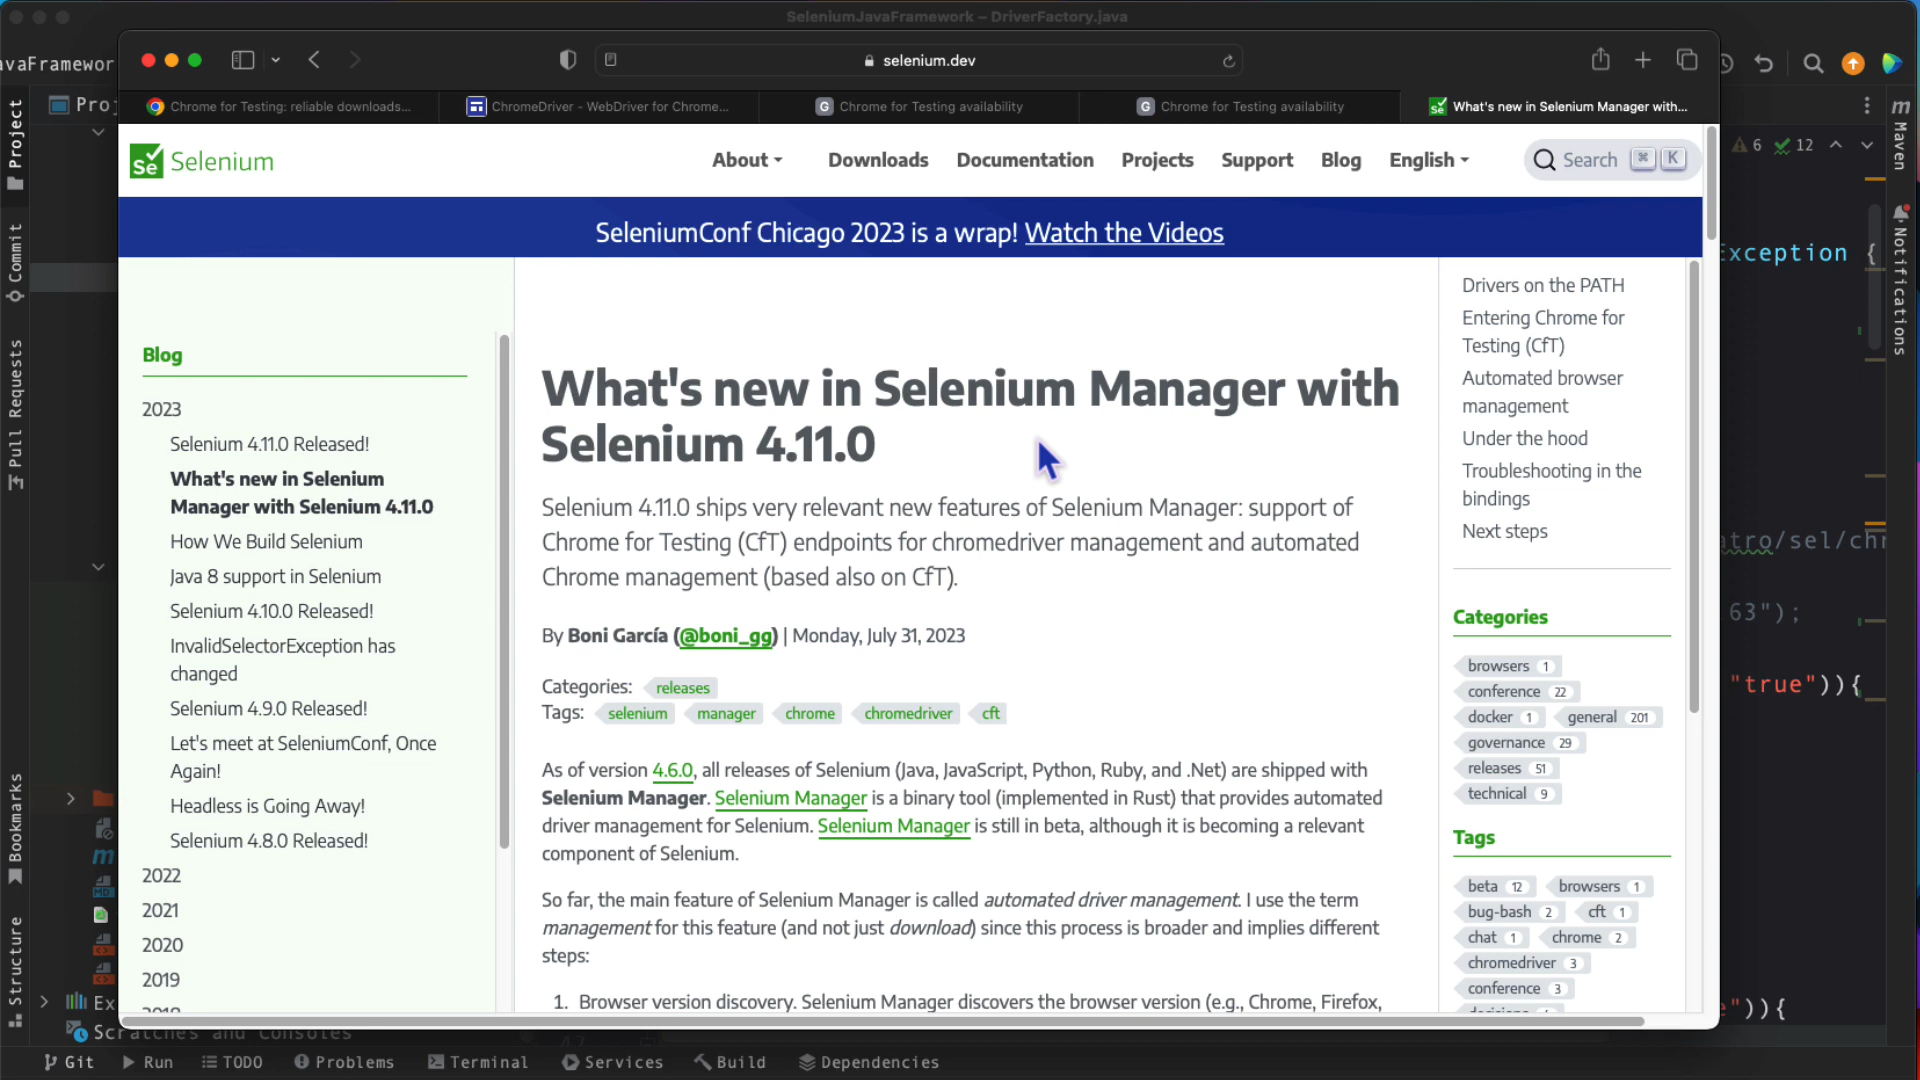 SeleniumJavaFramework – DriverFactory.java
avaFramewor
selenium.dev
Chrome for Testing: reliable downloads...
ChromeDriver - WebDriver for Chrome...
Chrome for Testing availability
Chrome for Testing availability
What's new in Selenium Manager with...
Selenium
About
Downloads
Documentation
Projects
Support
Blog
English
Search ⌘ K
SeleniumConf Chicago 2023 is a wrap! Watch the Videos
Blog
2023
Selenium 4.11.0 Released!
What's new in Selenium
Manager with Selenium 4.11.0
How We Build Selenium
Java 8 support in Selenium
Selenium 4.10.0 Released!
InvalidSelectorException has
changed
Selenium 4.9.0 Released!
Let's meet at SeleniumConf, Once
Again!
Headless is Going Away!
Selenium 4.8.0 Released!
2022
2021
2020
2019
What's new in Selenium Manager with
Selenium 4.11.0
Selenium 4.11.0 ships very relevant new features of Selenium Manager: support of
Chrome for Testing (CfT) endpoints for chromedriver management and automated
Chrome management (based also on CfT).
By Boni García (@boni_gg) | Monday, July 31, 2023
Categories: releases
Tags: selenium manager chrome chromedriver cft
As of version 4.6.0, all releases of Selenium (Java, JavaScript, Python, Ruby, and .Net) are shipped with
Selenium Manager. Selenium Manager is a binary tool (implemented in Rust) that provides automated
driver management for Selenium. Selenium Manager is still in beta, although it is becoming a relevant
component of Selenium.
So far, the main feature of Selenium Manager is called automated driver management. I use the term
management for this feature (and not just download) since this process is broader and implies different
steps:
1. Browser version discovery. Selenium Manager discovers the browser version (e.g., Chrome, Firefox,
Drivers on the PATH
Entering Chrome for
Testing (CfT)
Automated browser
management
Under the hood
Troubleshooting in the
bindings
Next steps
Categories
browsers 1
conference 22
docker 1 general 201
governance 29
releases 51
technical 9
Tags
beta 12 browsers 1
bug-bash 2 cft 1
chat 1 chrome 2
chromedriver 3
conference 3
Project
Commit
Pull Requests
Bookmarks
Structure
Proj
Ex
Scratches and Consoles
6 12
xception {
atro/sel/chr
63");
"true")){
")){
Maven
Notifications
Git
Run
TODO
Problems
Terminal
Services
Build
Dependencies